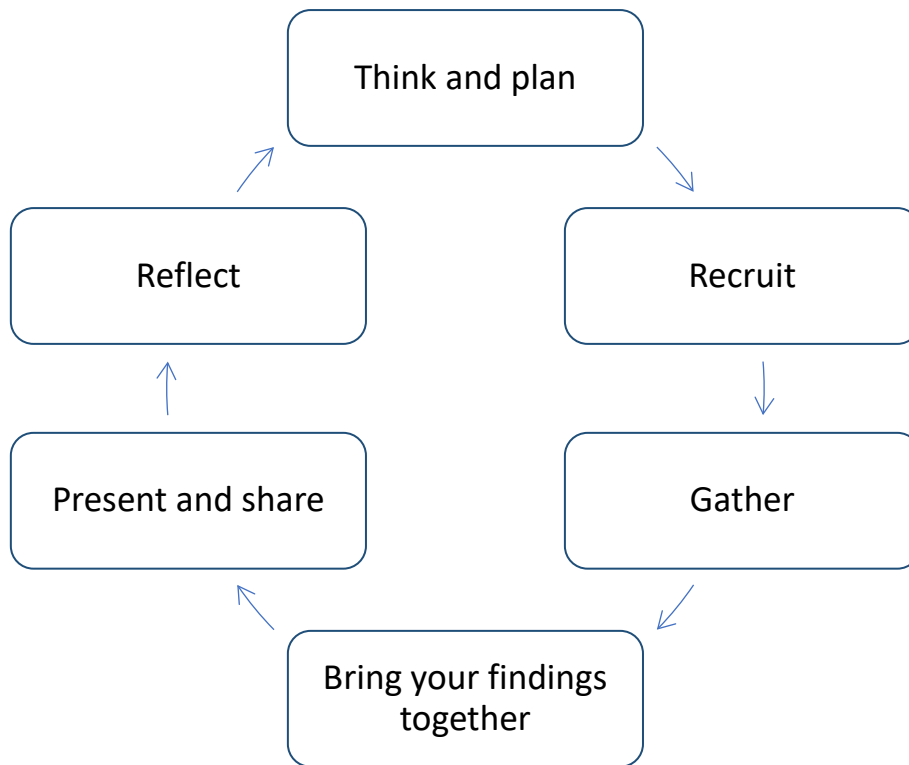 Think and plan
Recruit
Gather
Bring your findings
together
Present and share
Reflect